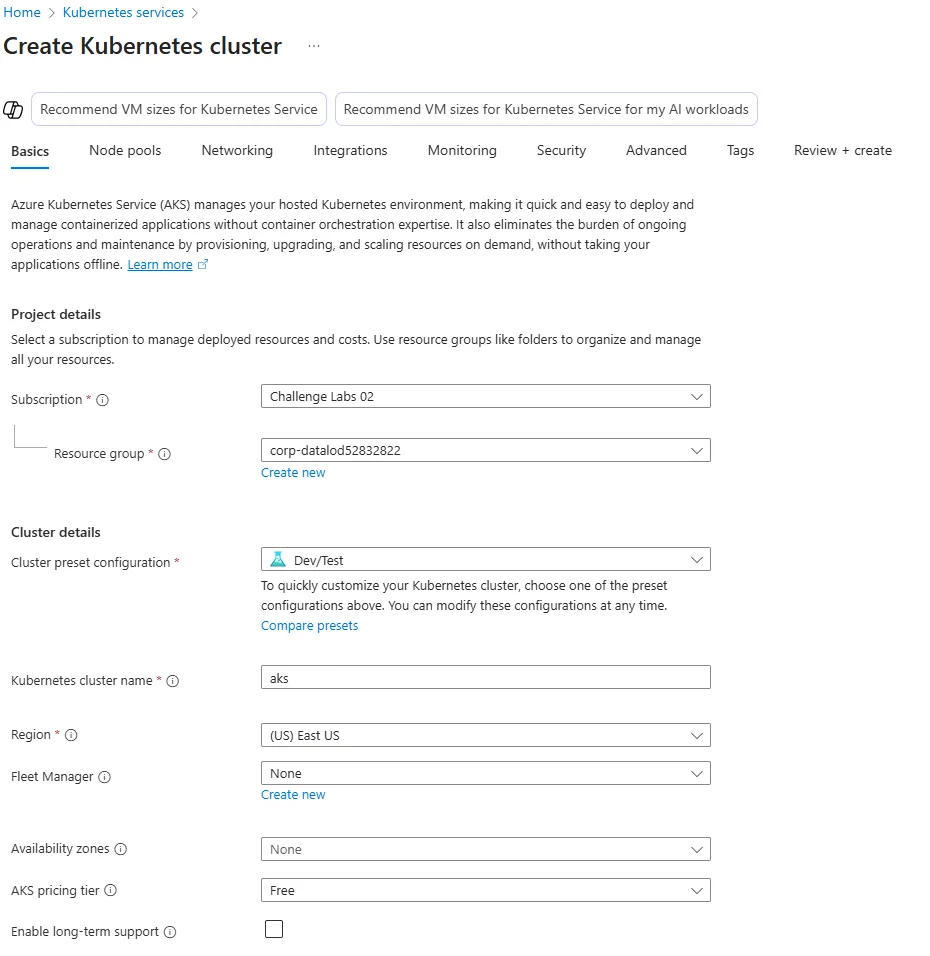 Home > Kubernetes services >
Create Kubernetes cluster ...
Recommend VM sizes for Kubernetes Service Recommend VM sizes for Kubernetes Service for my AI workloads
Basics Node pools Networking Integrations Monitoring Security Advanced Tags Review + create
Azure Kubernetes Service (AKS) manages your hosted Kubernetes environment, making it quick and easy to deploy and
manage containerized applications without container orchestration expertise. It also eliminates the burden of ongoing
operations and maintenance by provisioning, upgrading, and scaling resources on demand, without taking your
applications offline. Learn more
Project details
Select a subscription to manage deployed resources and costs. Use resource groups like folders to organize and manage
all your resources.
Subscription * Challenge Labs 02
Resource group * corp-datalod52832822
Create new
Cluster details
Cluster preset configuration * Dev/Test
To quickly customize your Kubernetes cluster, choose one of the preset
configurations above. You can modify these configurations at any time.
Compare presets
Kubernetes cluster name * aks
Region * (US) East US
Fleet Manager None
Create new
Availability zones None
AKS pricing tier Free
Enable long-term support